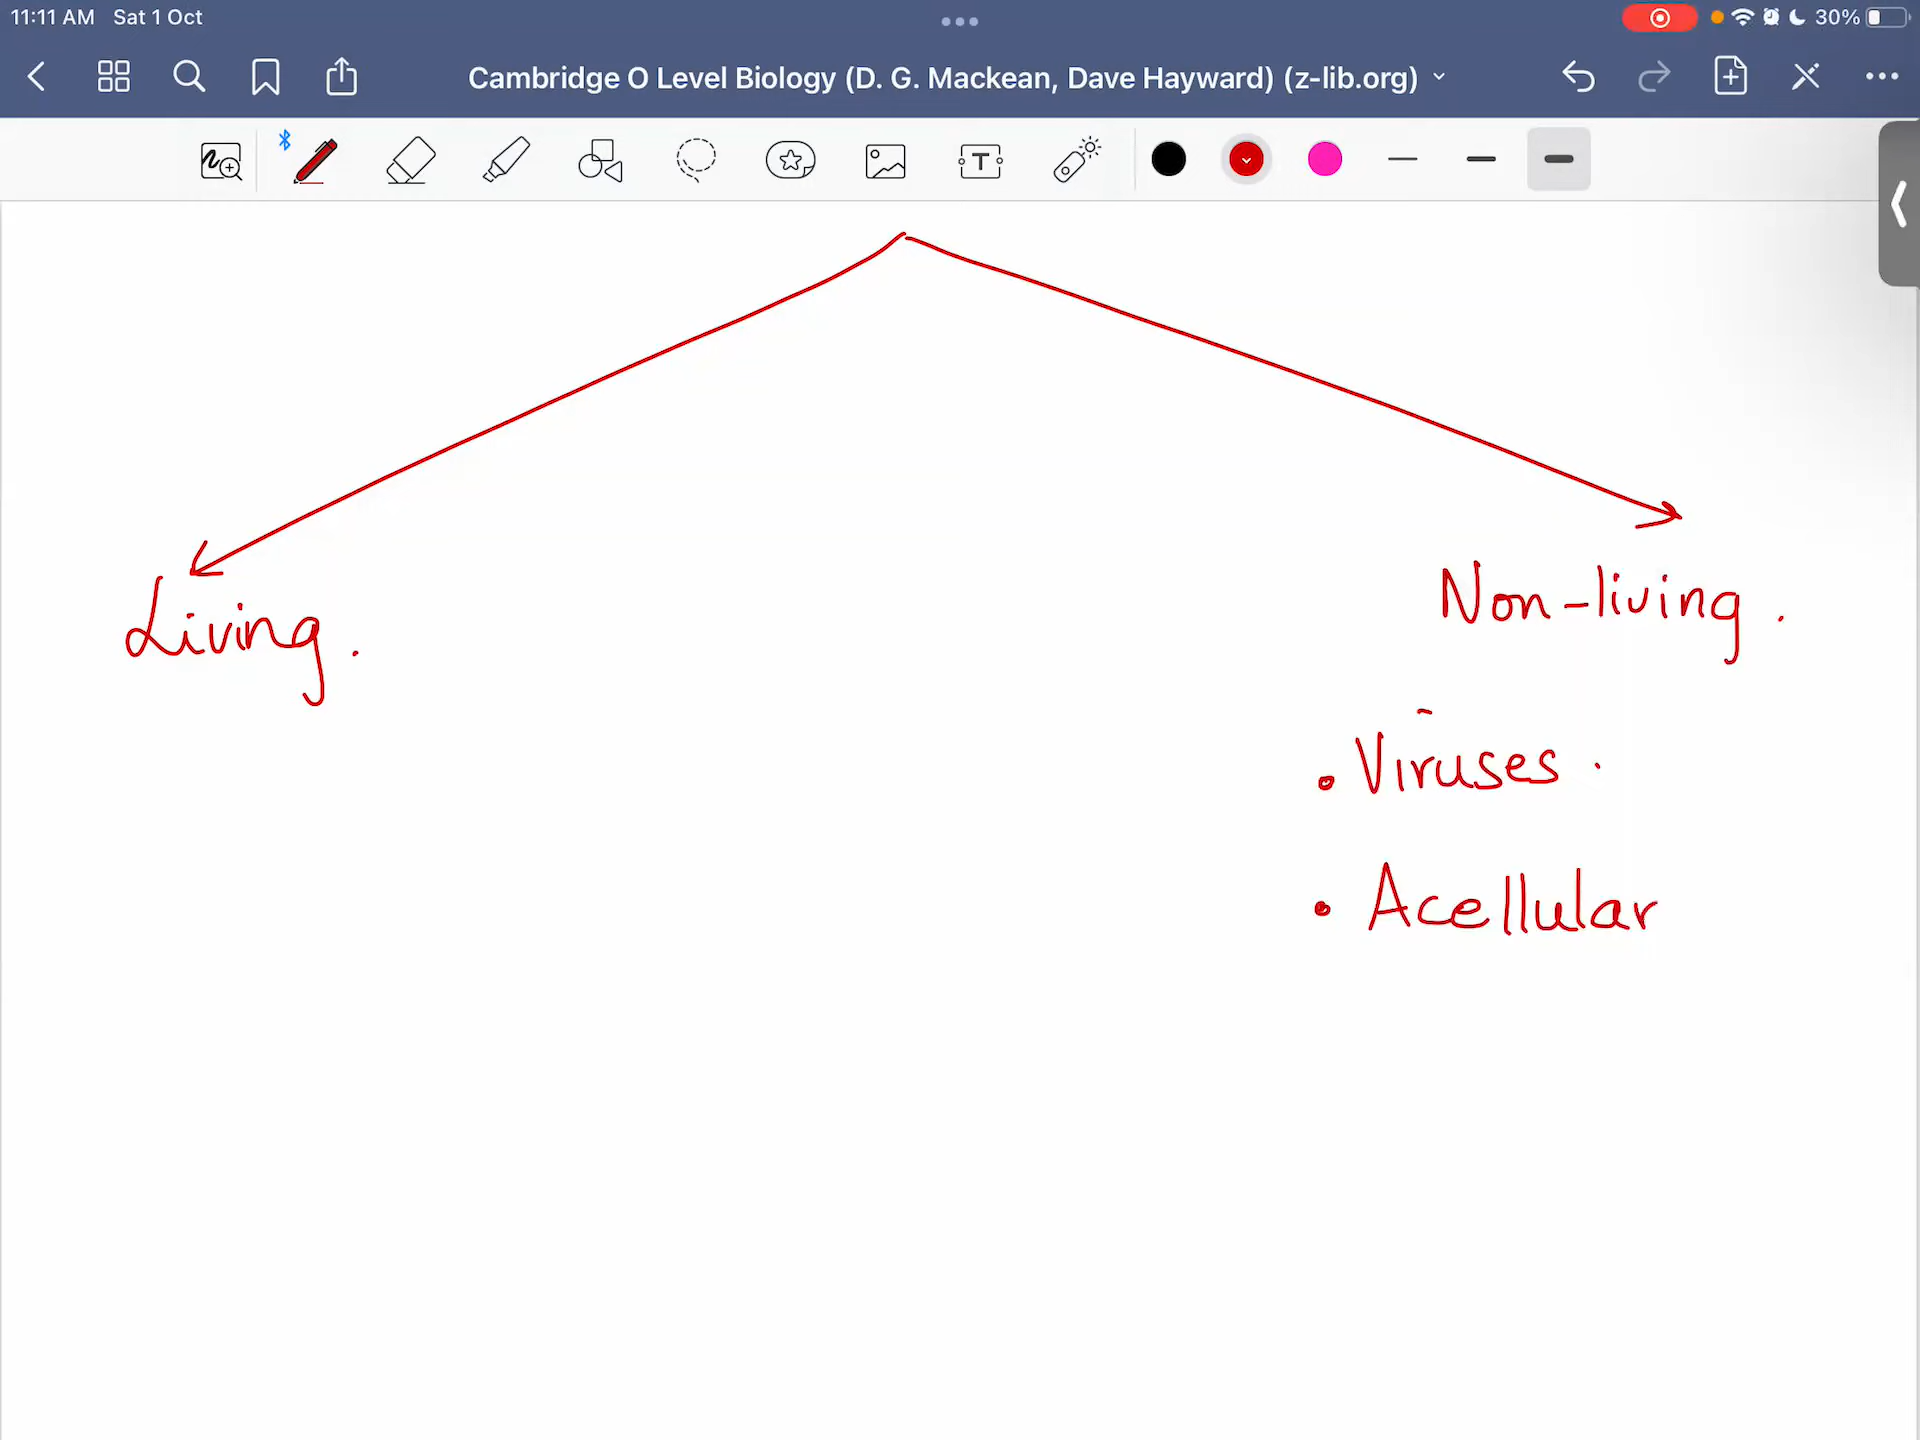 11:11 AM Sat 1 Oct
30%
Cambridge O Level Biology (D. G. Mackean, Dave Hayward) (z-lib.org)
T
Living.
Non-living.
• Viruses.
• Acellular